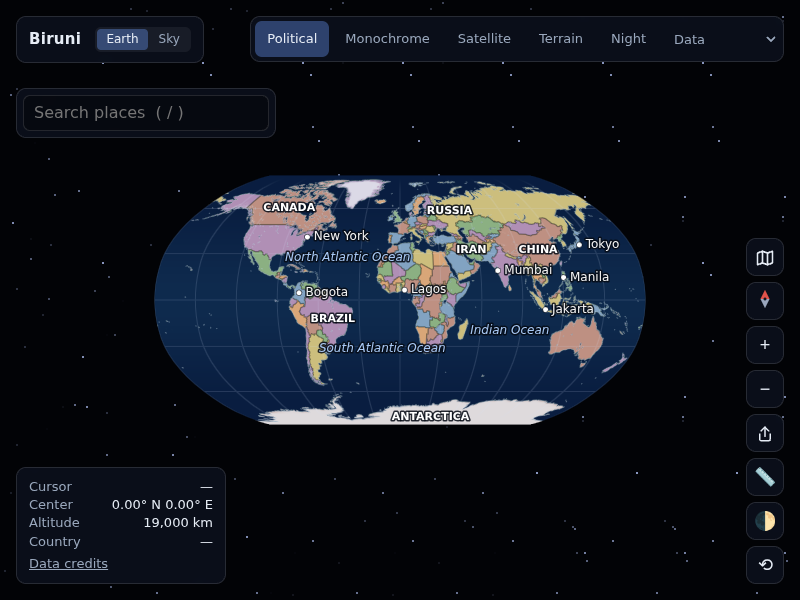 Biruni
Earth
Sky
Political
Monochrome
Satellite
Terrain
Night
Data
Search places ( / )
CANADA
RUSSIA
New York
North Atlantic Ocean
IRAN
CHINA
Tokyo
Mumbai
Manila
Bogota
Lagos
Jakarta
BRAZIL
Indian Ocean
South Atlantic Ocean
ANTARCTICA
Cursor —
Center 0.00° N 0.00° E
Altitude 19,000 km
Country —
Data credits